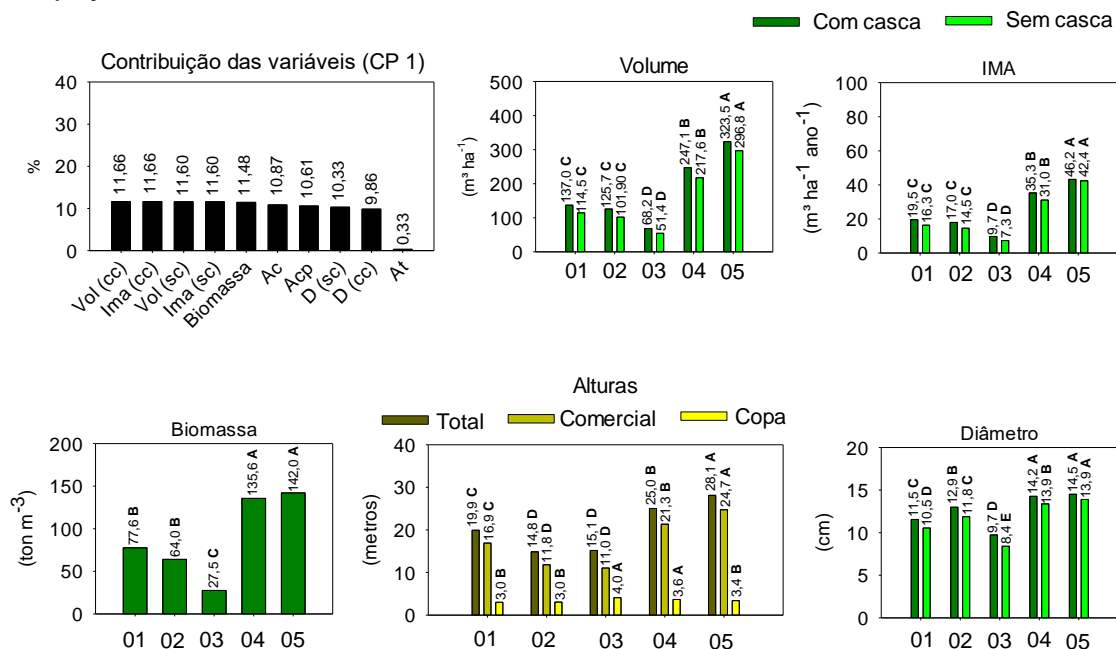 Com casca Sem casca
Contribuição das variáveis (CP 1)
%
40
30
20
10
0
11,66
11,66
11,60
11,60
11,48
10,87
10,61
10,33
9,86
0,33
Vol (cc)
Ima (cc)
Vol (sc)
Ima (sc)
Biomassa
Ac
Acp
D (sc)
D (cc)
At
Volume
(m³ ha⁻¹)
500
400
300
200
100
0
137,0 C
114,5 C
125,7 C
101,90 C
68,2 D
51,4 D
247,1 B
217,6 B
323,5 A
296,8 A
01 02 03 04 05
IMA
(m³ ha⁻¹ ano⁻¹)
100
80
60
40
20
0
19,5 C
16,3 C
17,0 C
14,5 C
9,7 D
7,3 D
35,3 B
31,0 B
46,2 A
42,4 A
01 02 03 04 05
Biomassa
(ton m⁻³)
200
150
100
50
0
77,6 B
64,0 B
27,5 C
135,6 A
142,0 A
01 02 03 04 05
Alturas
Total Comercial Copa
(metros)
40
30
20
10
0
19,9 C
16,9 C
3,0 B
14,8 D
11,8 D
3,0 B
15,1 D
11,0 D
4,0 A
25,0 B
21,3 B
3,6 A
28,1 A
24,7 A
3,4 B
01 02 03 04 05
Diâmetro
(cm)
20
15
10
5
0
11,5 C
10,5 D
12,9 B
11,8 C
9,7 D
8,4 E
14,2 A
13,9 B
14,5 A
13,9 A
01 02 03 04 05